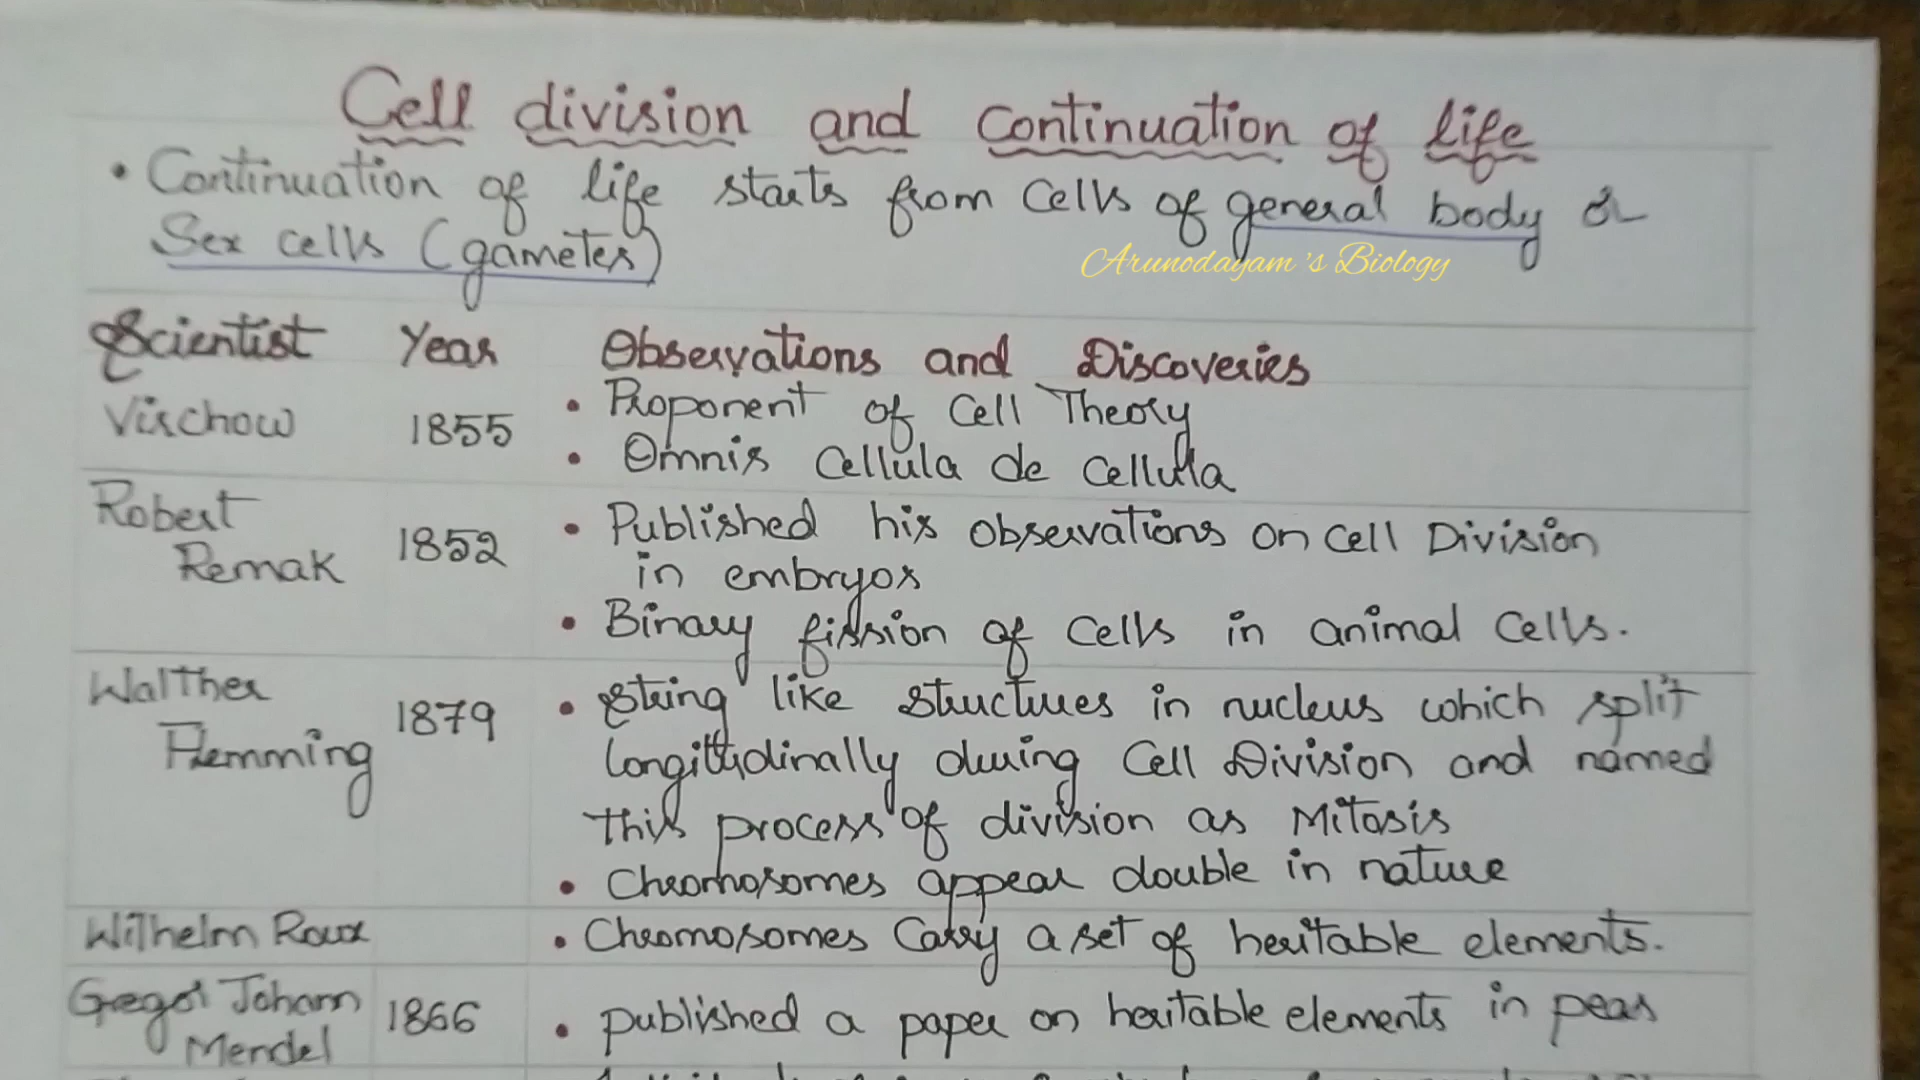 Cell division and continuation of life
• Continuation of life starts from cells of general body or
Sex cells (gametes)
Arunodayam's Biology
Scientist Year Observations and Discoveries
Virchow 1855 • Proponent of Cell Theory
• Omnis Cellula de cellula
Robert Remak 1852 • Published his observations on cell Division
in embryos
• Binary fission of cells in animal cells.
Walther Flemming 1879 • String like structures in nucleus which split
longittudinally during Cell Division and named
this process of division as Mitosis
• Chromosomes appear double in nature
Wilhelm Roux • Chromosomes Carry a set of heritable elements.
Gregor Johann Mendel 1866 • published a paper on heritable elements in peas